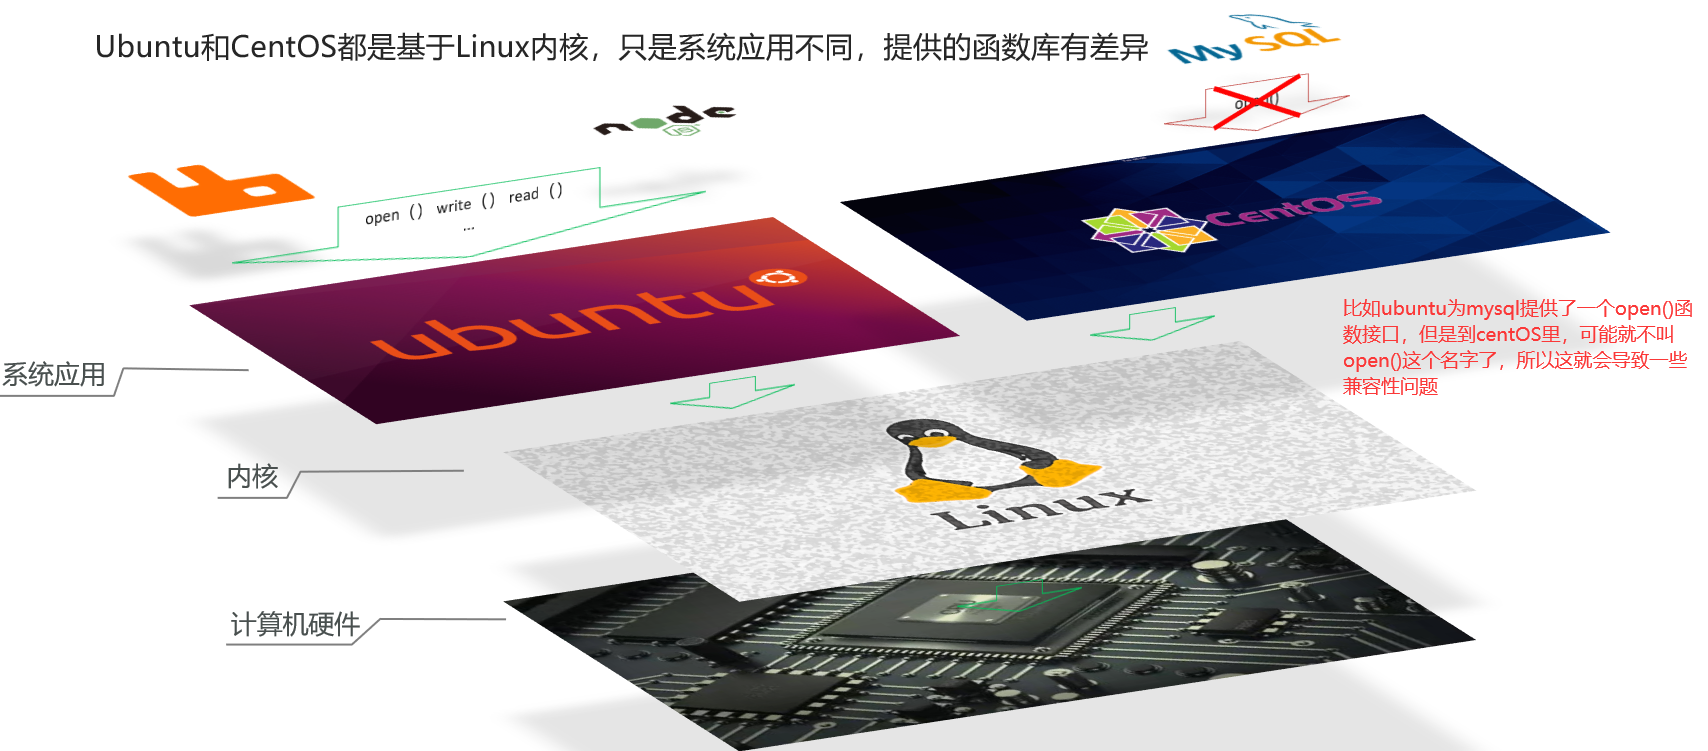 Ubuntu和CentOS都是基于Linux内核，只是系统应用不同，提供的函数库有差异
MySQL
open()
node
JS
open（） write（） read（）
...
CentOS
ubuntu
比如ubuntu为mysql提供了一个open()函
数接口，但是到centOS里，可能就不叫
open()这个名字了，所以这就会导致一些
兼容性问题
系统应用
内核
Linux
计算机硬件